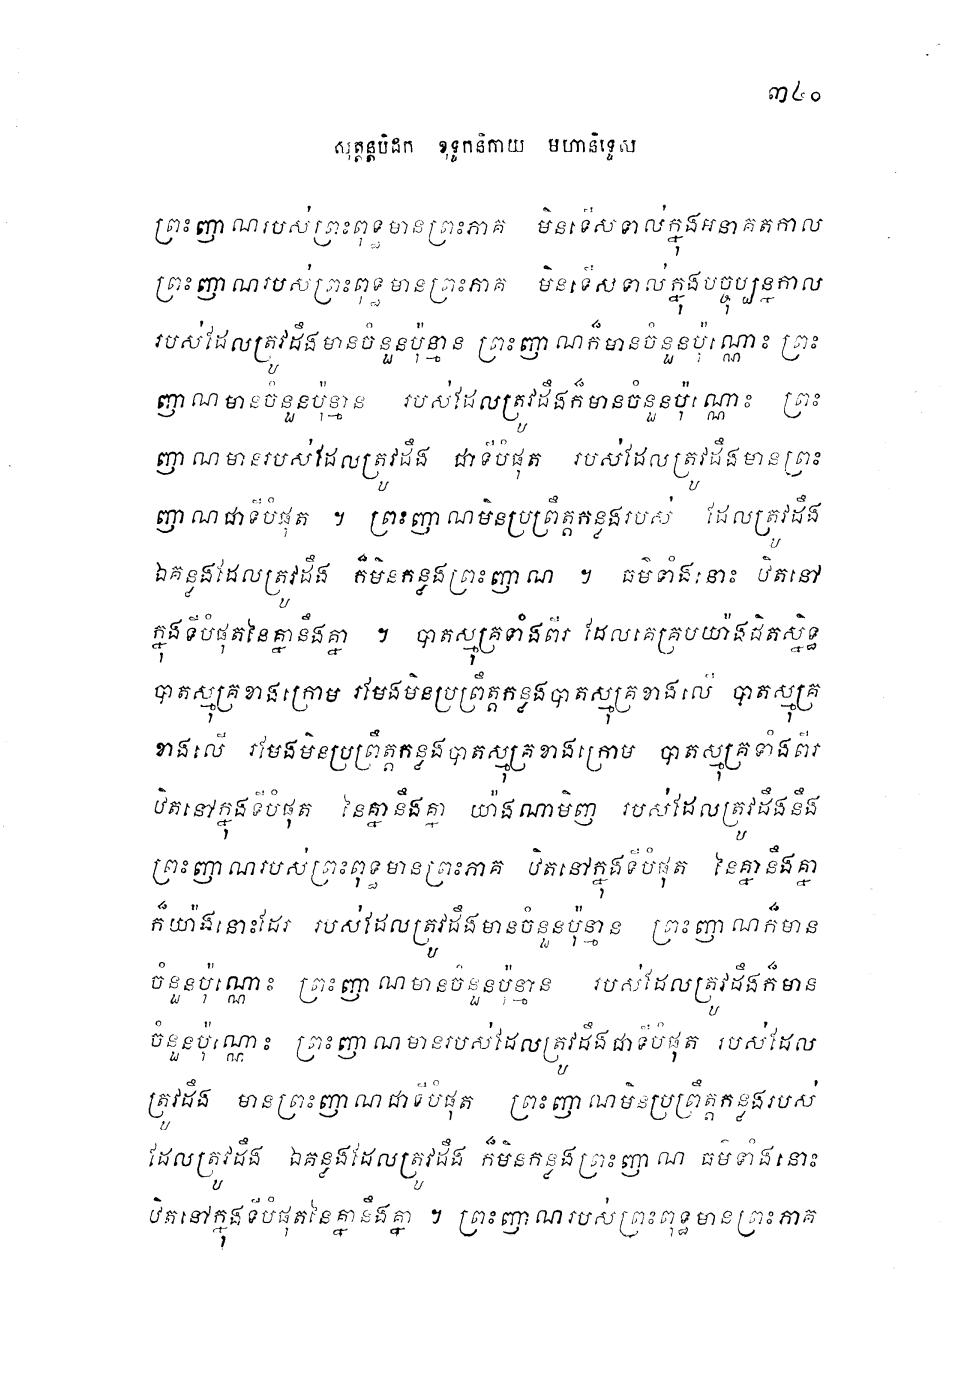 ៣៤០
សុត្តន្តបិដក ខុទ្ទកនិកាយ មហានិទ្ទេស
ព្រះញាណរបស់ព្រះពុទ្ធមានព្រះភាគ មិនទើសទាល់ក្នុងអនាគតកាល
ព្រះញាណរបស់ព្រះពុទ្ធមានព្រះភាគ មិនទើសទាល់ក្នុងបច្ចុប្បន្នកាល
របស់ដែលត្រូវដឹងមានចំនួនប៉ុន្មាន ព្រះញាណក៏មានចំនួនប៉ុណ្ណោះ ព្រះ
ញាណមានចំនួនប៉ុន្មាន របស់ដែលត្រូវដឹងក៏មានចំនួនប៉ុណ្ណោះ ព្រះ
ញាណមានរបស់ដែលត្រូវដឹង ជាទីបំផុត របស់ដែលត្រូវដឹងមានព្រះ
ញាណជាទីបំផុត ។ ព្រះញាណមិនប្រព្រឹត្តកន្លងរបស់ ដែលត្រូវដឹង
ឯគន្លងដែលត្រូវដឹង ក៏មិនកន្លងព្រះញាណ ។ ធម៌ទាំងនោះ ឋិតនៅ
ក្នុងទីបំផុតនៃគ្នានឹងគ្នា ។ បាតស្មុគ្រទាំងពីរ ដែលគេគ្របយ៉ាងជិតស្និទ្ធ
បាតស្មុគ្រខាងក្រោម រមែងមិនប្រព្រឹត្តកន្លងបាតស្មុគ្រខាងលើ បាតស្មុគ្រ
ខាងលើ រមែងមិនប្រព្រឹត្តកន្លងបាតស្មុគ្រខាងក្រោម បាតស្មុគ្រទាំងពីរ
ឋិតនៅក្នុងទីបំផុត នៃគ្នានឹងគ្នា យ៉ាងណាមិញ របស់ដែលត្រូវដឹងនឹង
ព្រះញាណរបស់ព្រះពុទ្ធមានព្រះភាគ ឋិតនៅក្នុងទីបំផុត នៃគ្នានឹងគ្នា
ក៏យ៉ាងនោះដែរ របស់ដែលត្រូវដឹងមានចំនួនប៉ុន្មាន ព្រះញាណក៏មាន
ចំនួនប៉ុណ្ណោះ ព្រះញាណមានចំនួនប៉ុន្មាន របស់ដែលត្រូវដឹងក៏មាន
ចំនួនប៉ុណ្ណោះ ព្រះញាណមានរបស់ដែលត្រូវដឹងជាទីបំផុត របស់ដែល
ត្រូវដឹង មានព្រះញាណជាទីបំផុត ព្រះញាណមិនប្រព្រឹត្តកន្លងរបស់
ដែលត្រូវដឹង ឯគន្លងដែលត្រូវដឹង ក៏មិនកន្លងព្រះញាណ ធម៌ទាំងនោះ
ឋិតនៅក្នុងទីបំផុតនៃគ្នានឹងគ្នា ។ ព្រះញាណរបស់ព្រះពុទ្ធមានព្រះភាគ